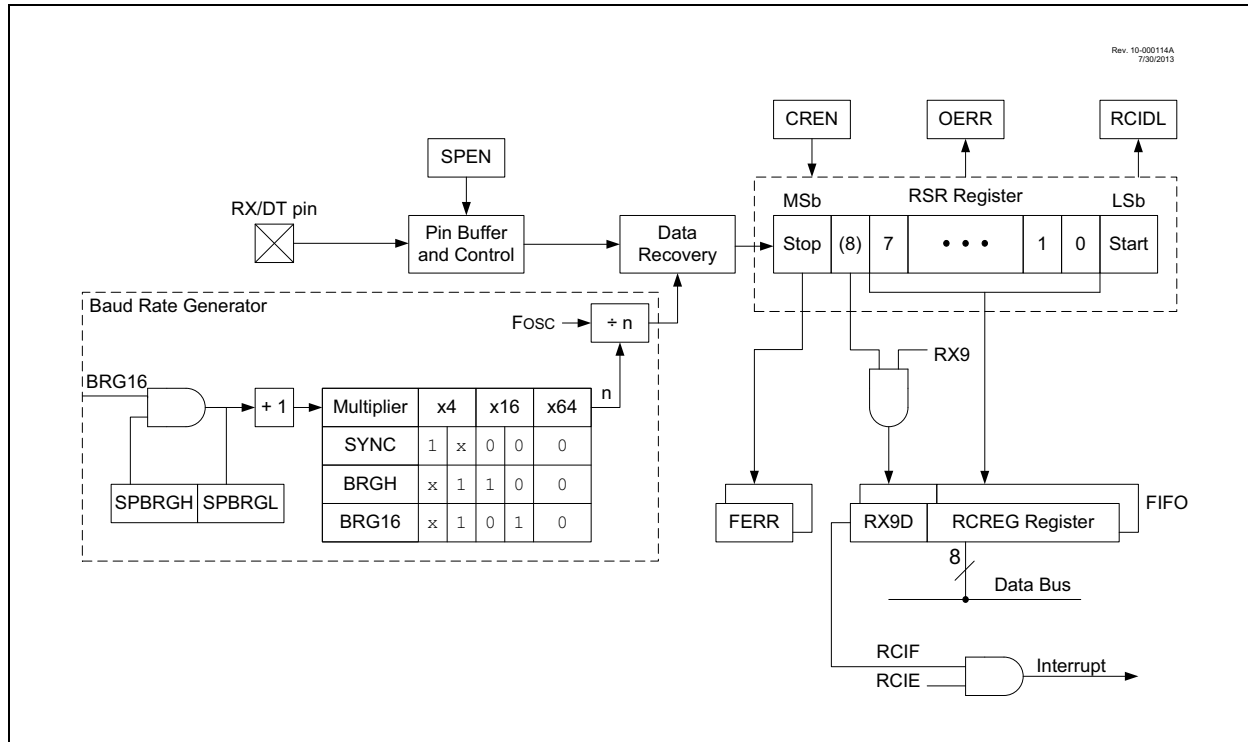 Rev. 10-000114A
7/30/2013
CREN
OERR
RCIDL
SPEN
MSb
RSR Register
LSb
RX/DT pin
Pin Buffer
and Control
Data
Recovery
Stop
(8)
7
• • •
1
0
Start
Baud Rate Generator
FOSC
÷ n
RX9
BRG16
+ 1
n
Multiplier x4 x16 x64
SYNC 1 x 0 0 0
BRGH x 1 1 0 0
BRG16 x 1 0 1 0
SPBRGH SPBRGL
FERR
RX9D
RCREG Register
FIFO
8
Data Bus
RCIF
RCIE
Interrupt